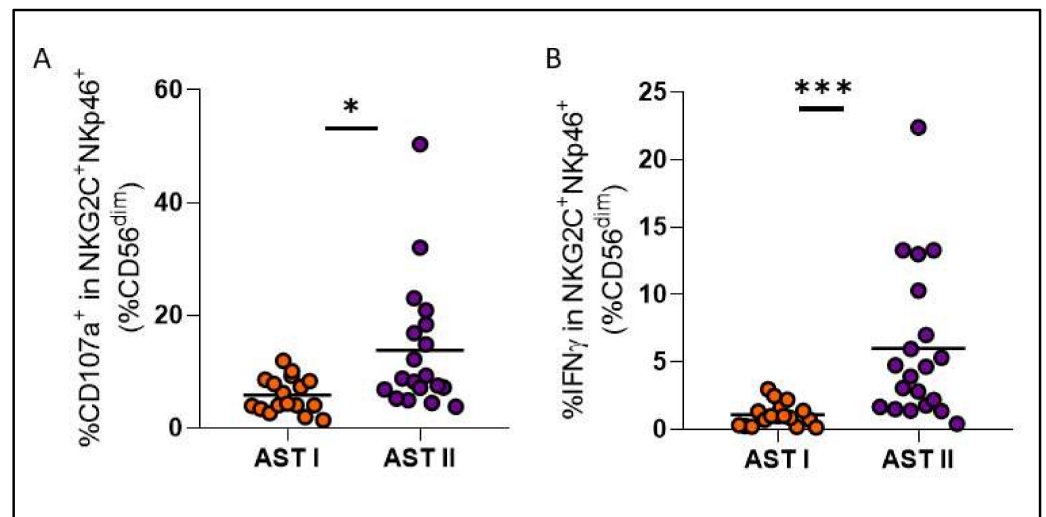 A
%CD107a⁺ in NKG2C⁺NKp46⁺
(%CD56ᵈⁱᵐ)
60
40
20
0
*
AST I
AST II
B
%IFNγ in NKG2C⁺NKp46⁺
(%CD56ᵈⁱᵐ)
25
20
15
10
5
0
***
AST I
AST II